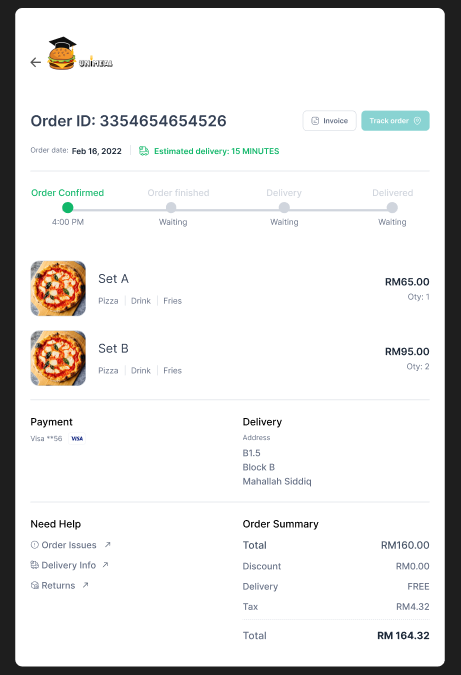 UNIMEAL
Order ID: 3354654654526
Invoice
Track order
Order date: Feb 16, 2022
Estimated delivery: 15 MINUTES
Order Confirmed
Order finished
Delivery
Delivered
4:00 PM
Waiting
Waiting
Waiting
Set A
RM65.00
Pizza | Drink | Fries
Qty: 1
Set B
RM95.00
Pizza | Drink | Fries
Qty: 2
Payment
Visa **56 VISA
Delivery
Address
B1.5
Block B
Mahallah Siddiq
Need Help
Order Issues
Delivery Info
Returns
Order Summary
Total RM160.00
Discount RM0.00
Delivery FREE
Tax RM4.32
Total RM 164.32